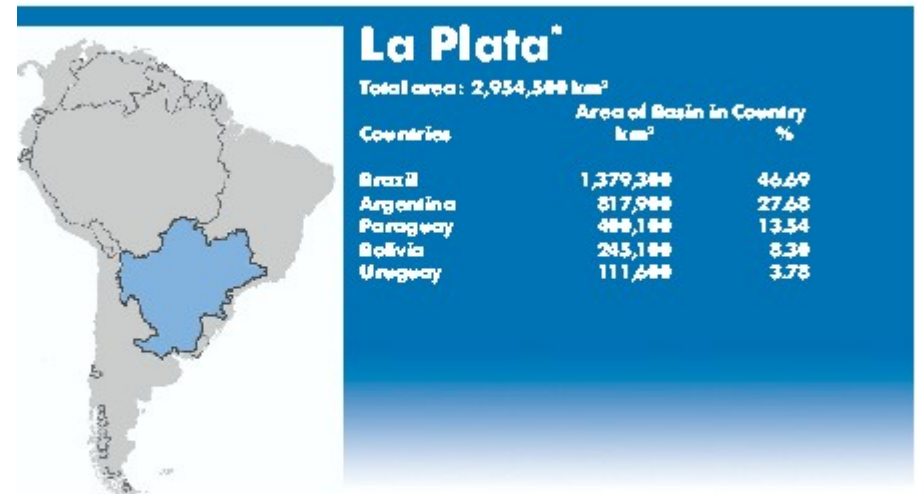 La Plata*
Total area: 2,954,500 km²
Area of Basin in Country
Countries km² %
Brazil 1,379,300 46.69
Argentina 817,900 27.68
Paraguay 400,100 13.54
Bolivia 245,100 8.30
Uruguay 111,600 3.78